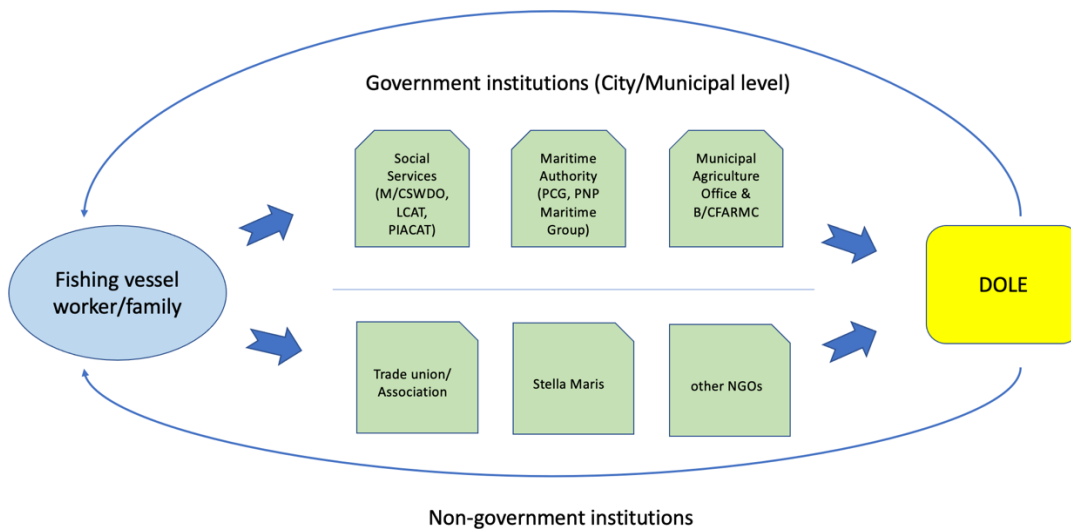 Government institutions (City/Municipal level)
Social
Services
(M/CSWDO,
LCAT,
PIACAT)
Maritime
Authority
(PCG, PNP
Maritime
Group)
Municipal
Agriculture
Office &
B/CFARMC
Fishing vessel
worker/family
DOLE
Trade union/
Association
Stella Maris
other NGOs
Non-government institutions